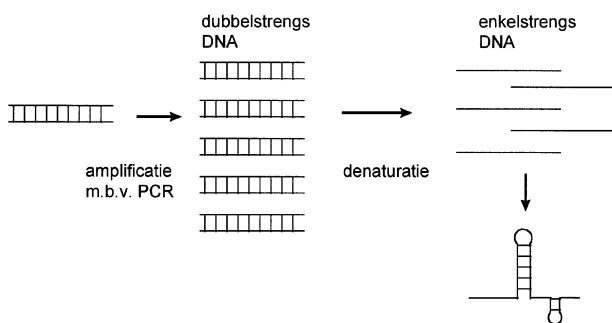 dubbelstrengs
DNA
enkelstrengs
DNA
amplificatie
m.b.v. PCR
denaturatie